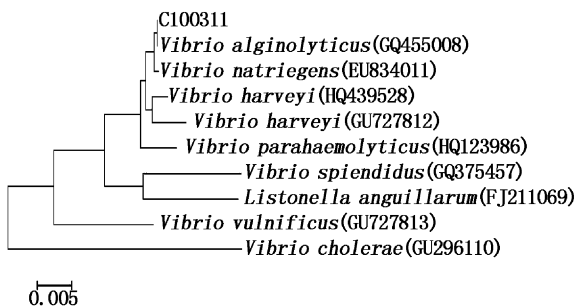 C100311
Vibrio alginolyticus(GQ455008)
Vibrio natriegens(EU834011)
Vibrio harveyi(HQ439528)
Vibrio harveyi(GU727812)
Vibrio parahaemolyticus(HQ123986)
Vibrio spiendidus(GQ375457)
Listonella anguillarum(FJ211069)
Vibrio vulnificus(GU727813)
Vibrio cholerae(GU296110)
0.005